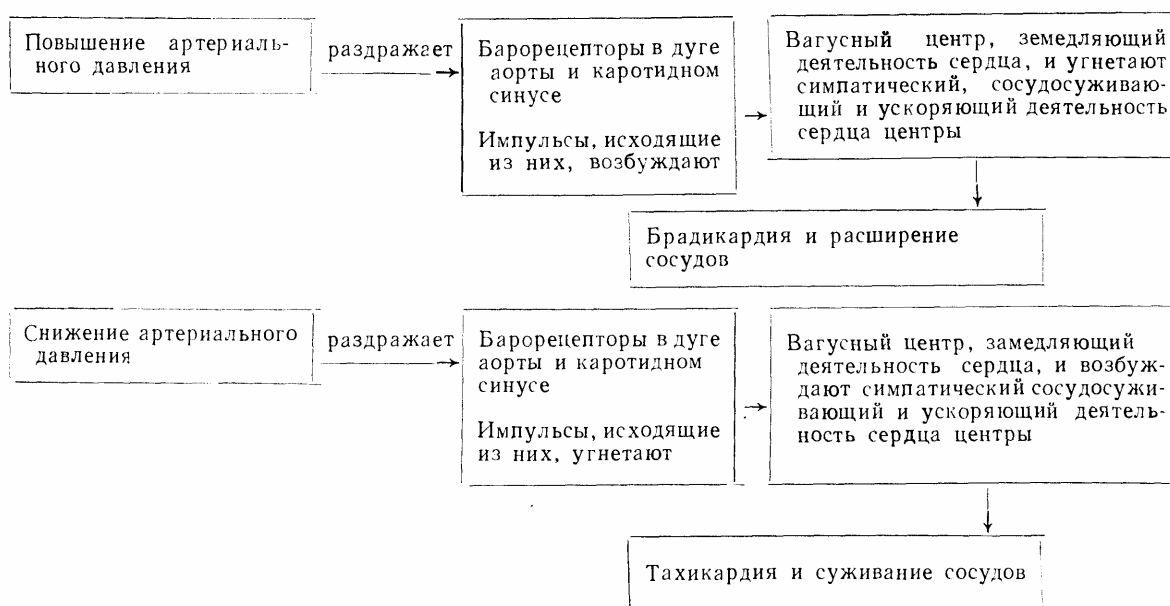 Повышение артериаль-
ного давления
раздражает
Барорецепторы в дуге
аорты и каротидном
синусе
Импульсы, исходящие
из них, возбуждают
Вагусный центр, земедляющий
деятельность сердца, и угнетают
симпатический, сосудосуживаю-
щий и ускоряющий деятельность
сердца центры
Брадикардия и расширение
сосудов
Снижение артериального
давления
раздражает
Барорецепторы в дуге
аорты и каротидном
синусе
Импульсы, исходящие
из них, угнетают
Вагусный центр, замедляющий
деятельность сердца, и возбуж-
дают симпатический сосудосужи-
вающий и ускоряющий деятель-
ность сердца центры
Тахикардия и суживание сосудов